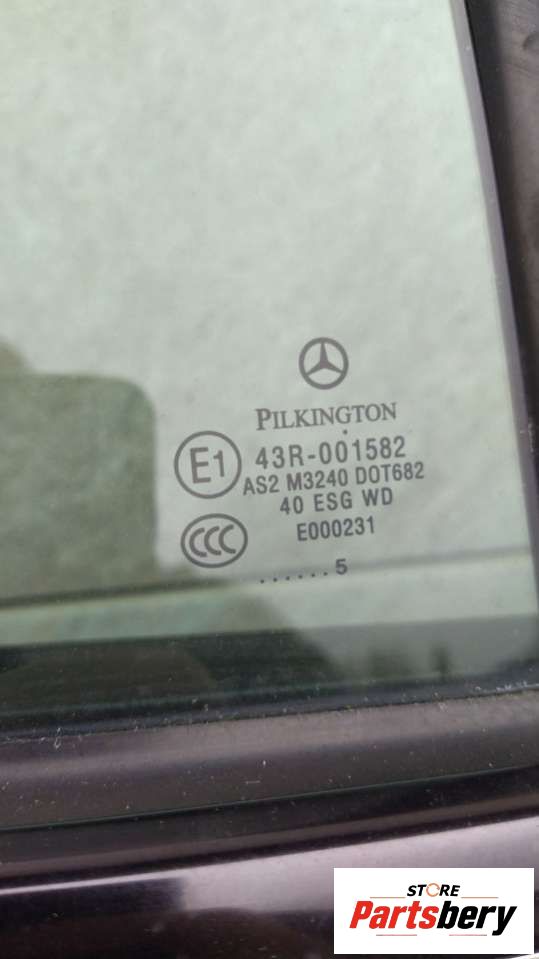 PILKINGTON
E1
43R-001582
AS2 M3240 DOT682
40 ESG WD
E000231
CCC
......5
STORE
Partsbery